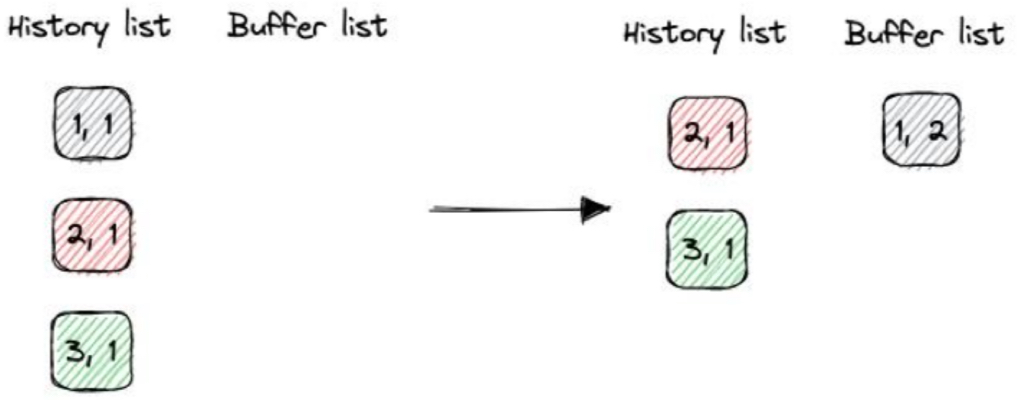 History list Buffer list
1, 1
2, 1
3, 1
History list Buffer list
2, 1 1, 2
3, 1